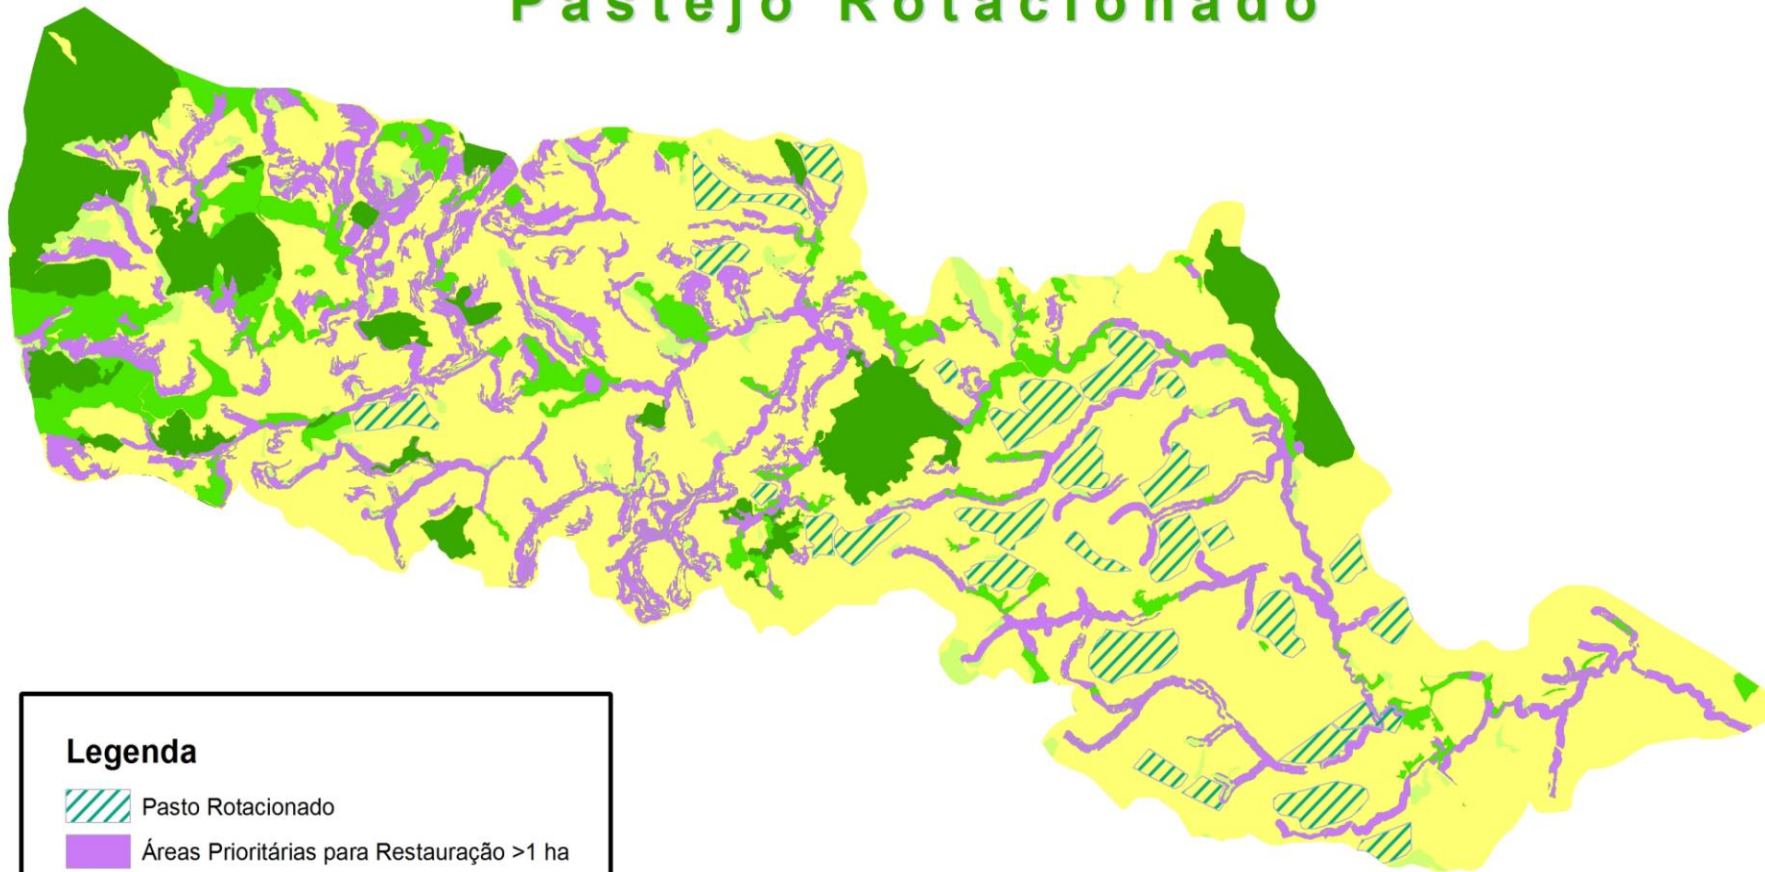 Pastejo Rotacionado
Legenda
Pasto Rotacionado
Áreas Prioritárias para Restauração >1 ha